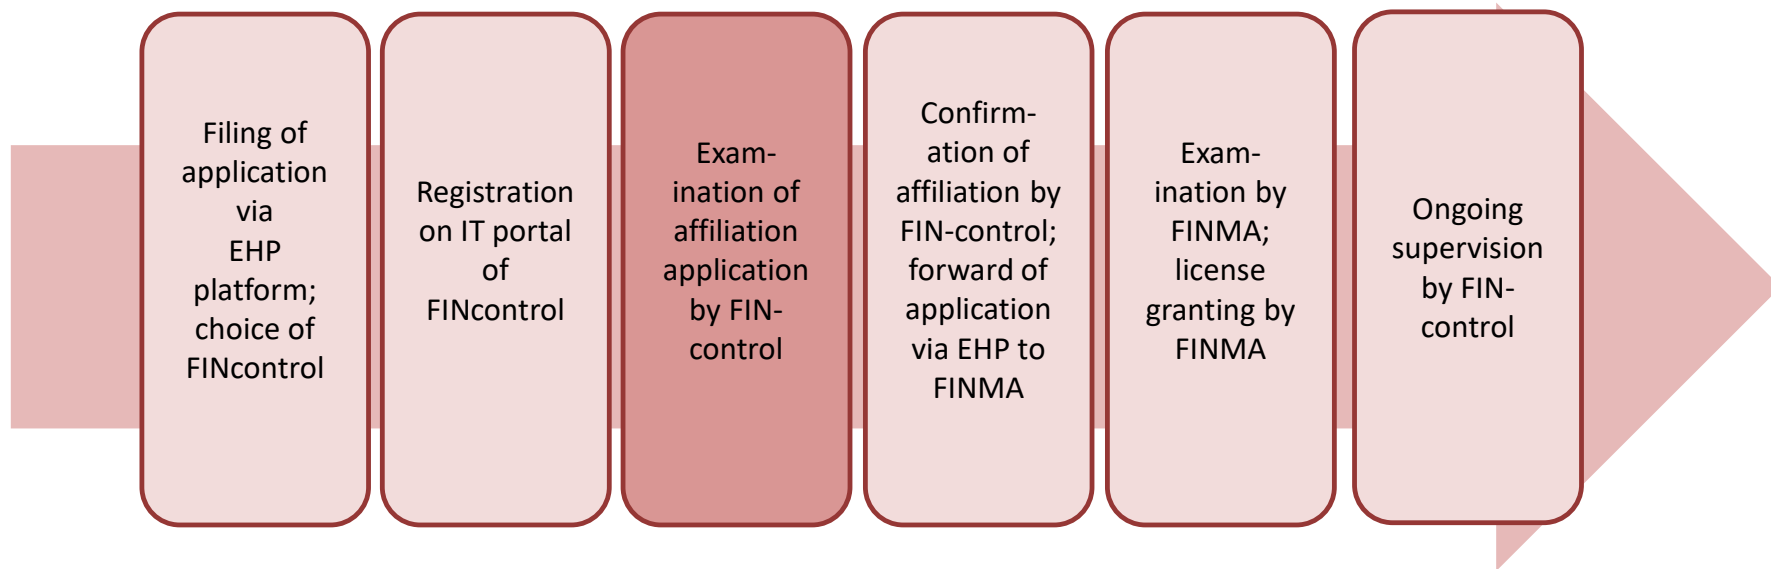 Filing of
application
via
EHP
platform;
choice of
FINcontrol
Registration
on IT portal
of
FINcontrol
Exam-
ination of
affiliation
application
by FIN-
control
Confirm-
ation of
affiliation by
FIN-control;
forward of
application
via EHP to
FINMA
Exam-
ination by
FINMA;
license
granting by
FINMA
Ongoing
supervision
by FIN-
control